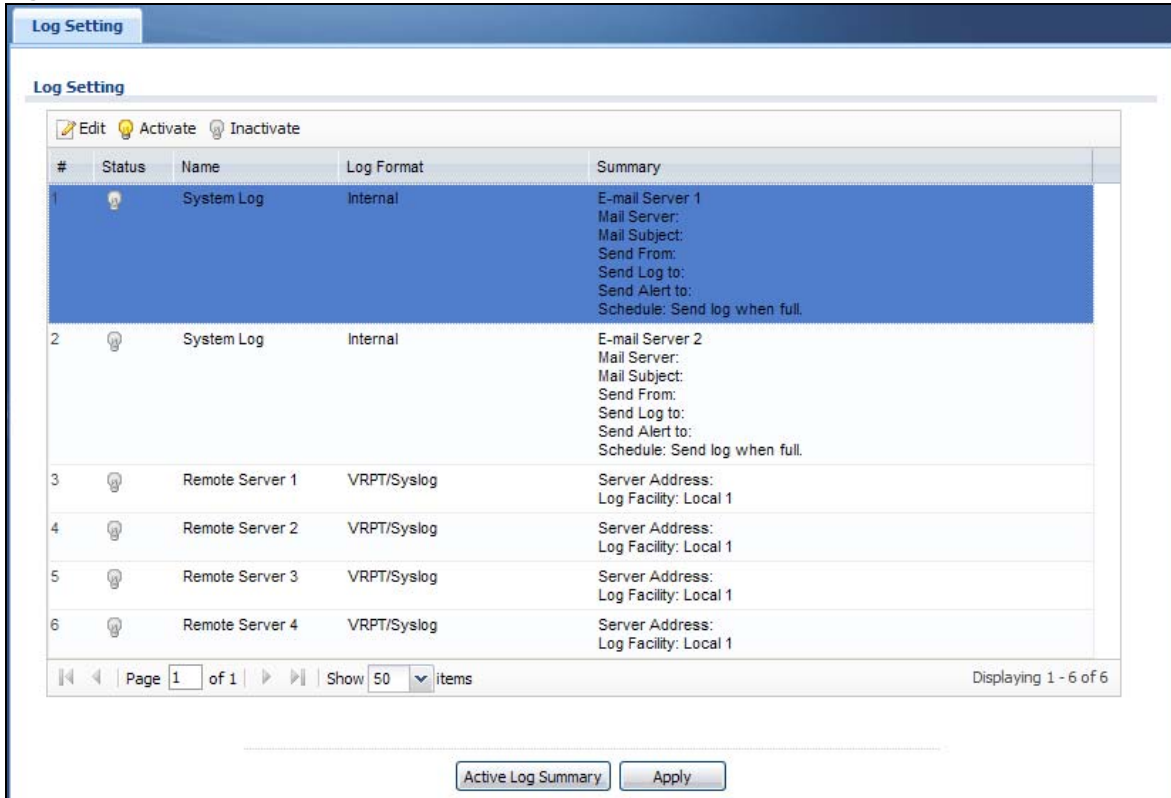 Log Setting
Log Setting
Edit Activate Inactivate
# Status Name Log Format Summary
1 System Log Internal E-mail Server 1
Mail Server:
Mail Subject:
Send From:
Send Log to:
Send Alert to:
Schedule: Send log when full.
2 System Log Internal E-mail Server 2
Mail Server:
Mail Subject:
Send From:
Send Log to:
Send Alert to:
Schedule: Send log when full.
3 Remote Server 1 VRPT/Syslog Server Address:
Log Facility: Local 1
4 Remote Server 2 VRPT/Syslog Server Address:
Log Facility: Local 1
5 Remote Server 3 VRPT/Syslog Server Address:
Log Facility: Local 1
6 Remote Server 4 VRPT/Syslog Server Address:
Log Facility: Local 1
Page 1 of 1 Show 50 items Displaying 1 - 6 of 6
Active Log Summary Apply